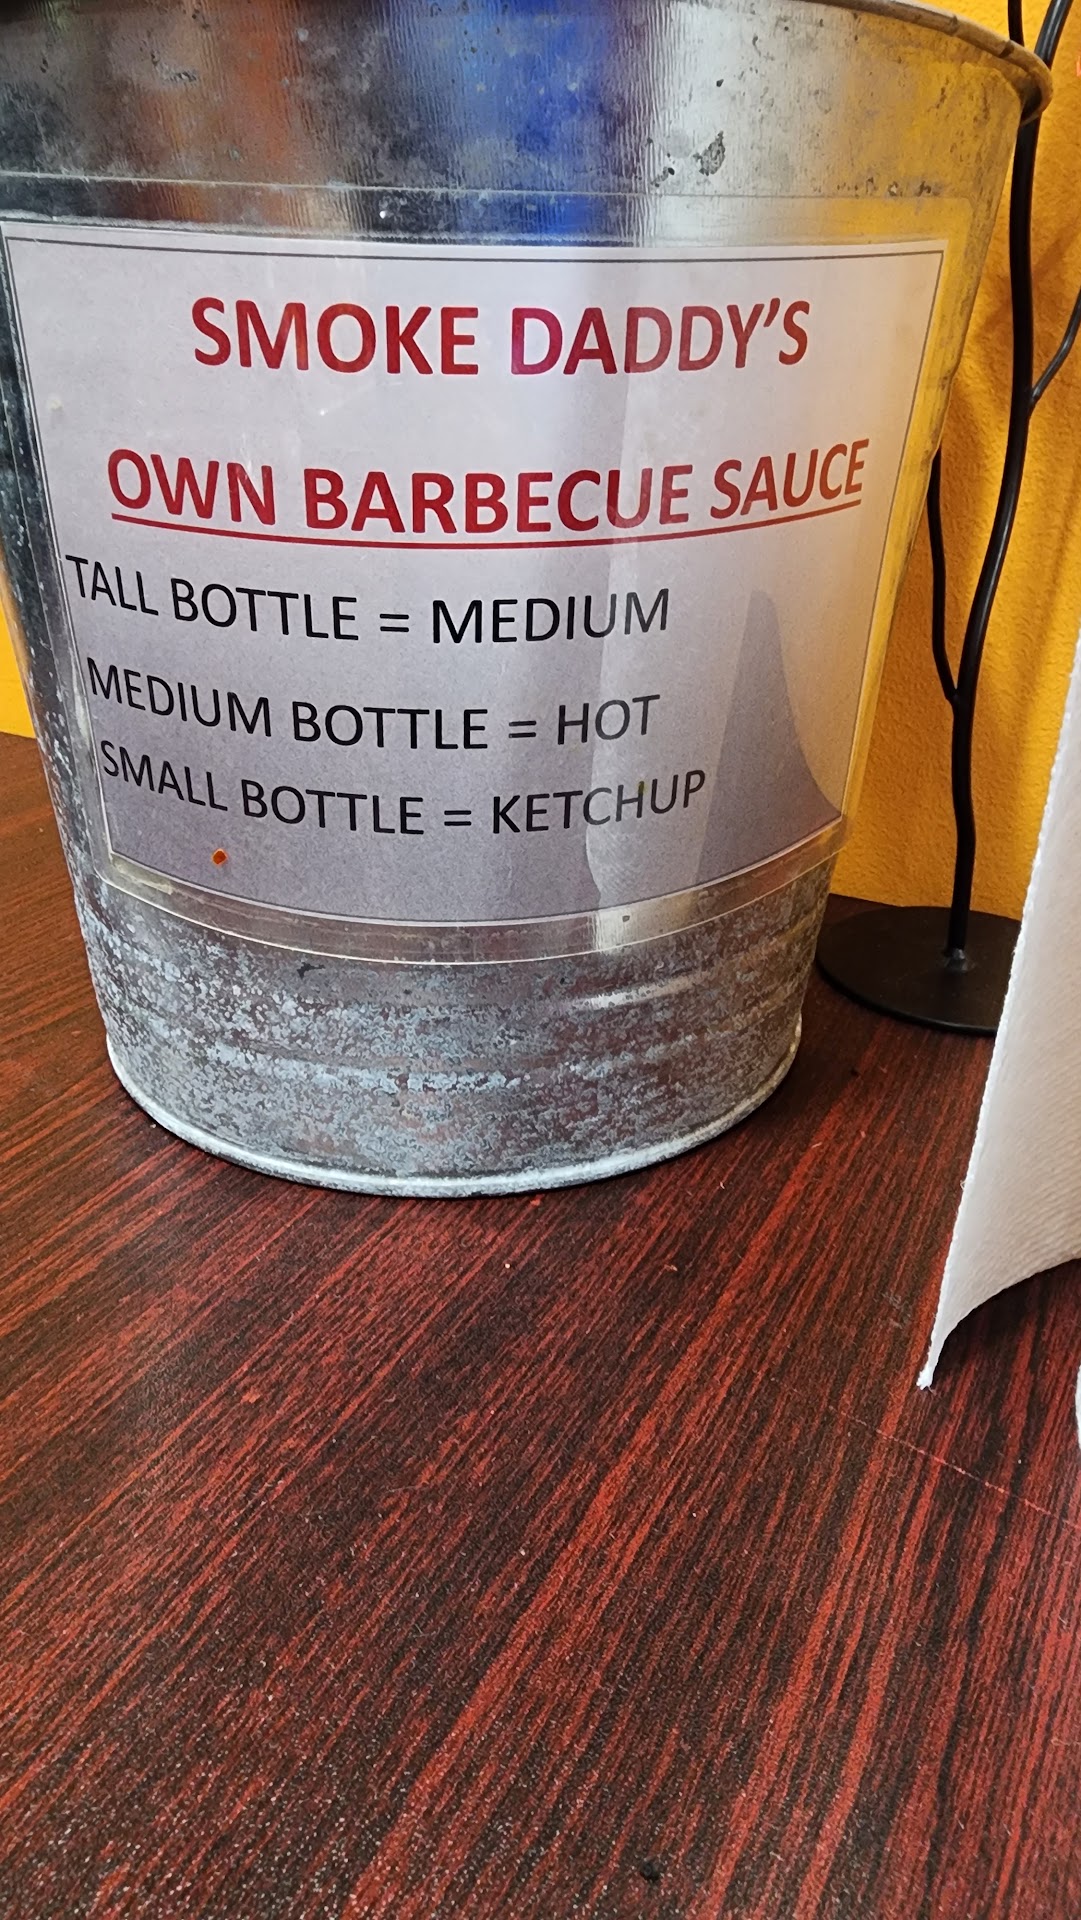 SMOKE DADDY'S
OWN BARBECUE SAUCE
TALL BOTTLE = MEDIUM
MEDIUM BOTTLE = HOT
SMALL BOTTLE = KETCHUP